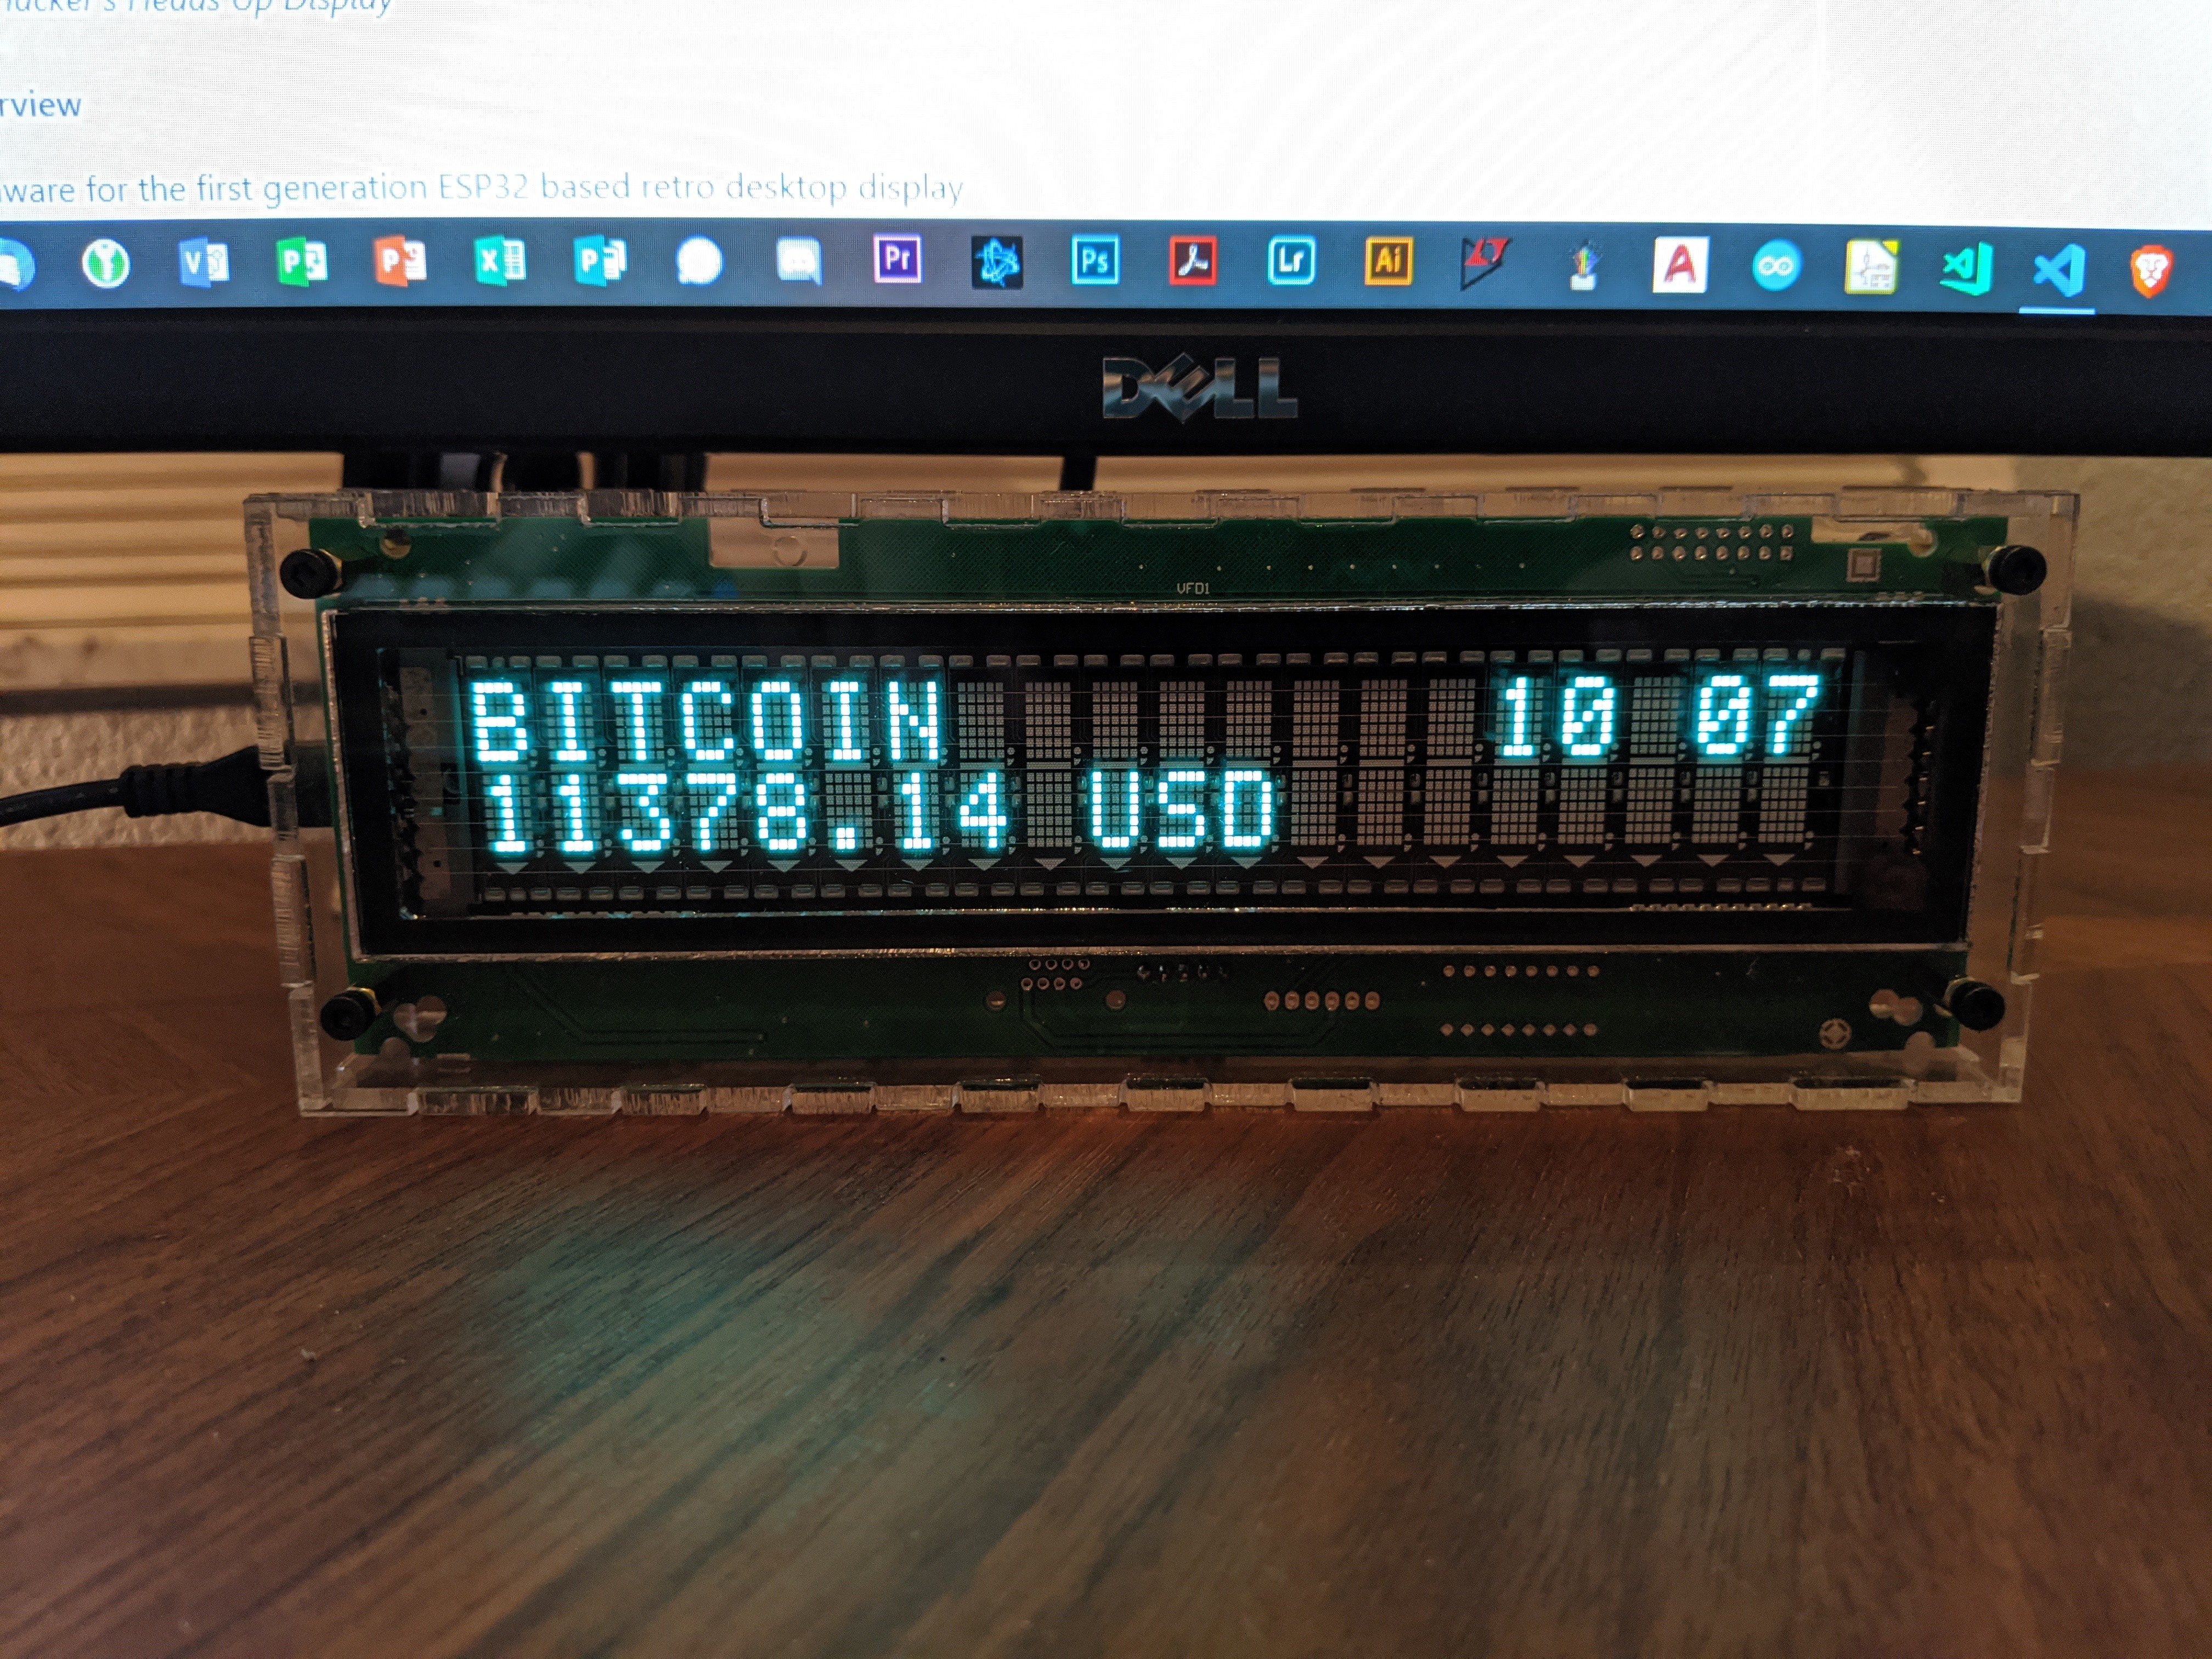 Hacker's Heads Up Display
rview
ware for the first generation ESP32 based retro desktop display
Pr
Ps
Lr
Ai
DELL
VFD1
BITCOIN 10 07
11378.14 USD